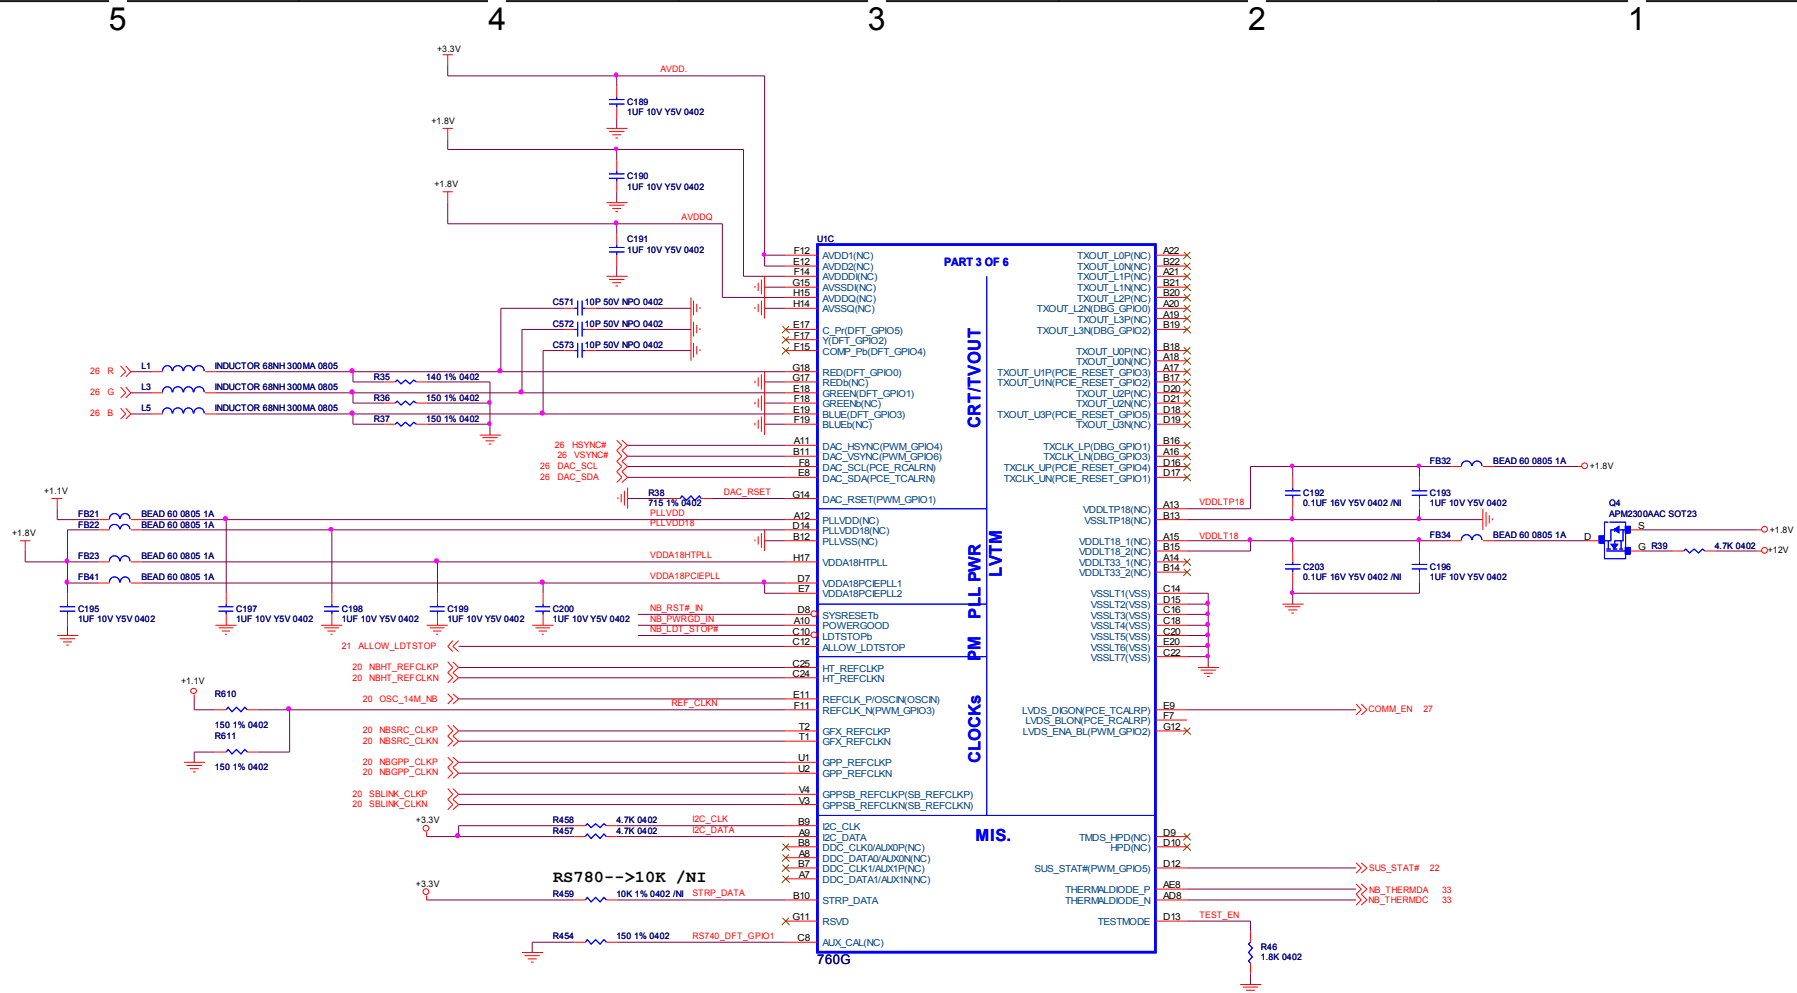 5 4 3 2 1
+3.3V
AVDD.
C189
1UF 10V Y5V 0402
+1.8V
C190
1UF 10V Y5V 0402
+1.8V
AVDDQ
C191
1UF 10V Y5V 0402
C571 10P 50V NPO 0402
C572 10P 50V NPO 0402
C573 10P 50V NPO 0402
26 R L1 INDUCTOR 68NH 300MA 0805
R35 140 1% 0402
26 G L3 INDUCTOR 68NH 300MA 0805
R36 150 1% 0402
26 B L5 INDUCTOR 68NH 300MA 0805
R37 150 1% 0402
26 HSYNC#
26 VSYNC#
26 DAC_SCL
26 DAC_SDA
R38
715 1% 0402
DAC_RSET
+1.1V
FB21 BEAD 60 0805 1A PLLVDD
FB22 BEAD 60 0805 1A PLLVDD18
+1.8V
FB23 BEAD 60 0805 1A VDDA18HTPLL
FB41 BEAD 60 0805 1A VDDA18PCIEPLL
C195
1UF 10V Y5V 0402
C197
1UF 10V Y5V 0402
C198
1UF 10V Y5V 0402
C199
1UF 10V Y5V 0402
C200
1UF 10V Y5V 0402
NB_RST#_IN
NB_PWRGD_IN
NB_LDT_STOP#
21 ALLOW_LDTSTOP
20 NBHT_REFCLKP
20 NBHT_REFCLKN
+1.1V
R610
150 1% 0402
R611
150 1% 0402
20 OSC_14M_NB
REF_CLKN
20 NBSRC_CLKP
20 NBSRC_CLKN
20 NBGPP_CLKP
20 NBGPP_CLKN
20 SBLINK_CLKP
20 SBLINK_CLKN
+3.3V
R458 4.7K 0402 I2C_CLK
R457 4.7K 0402 I2C_DATA
RS780-->10K /NI
+3.3V
R459 10K 1% 0402 /NI STRP_DATA
R454 150 1% 0402 RS740_DFT_GPIO1
U1C
PART 3 OF 6
F12 AVDD1(NC)
E12 AVDD2(NC)
F14 AVDDDI(NC)
G15 AVSSDI(NC)
H15 AVDDQ(NC)
H14 AVSSQ(NC)
E17 C_Pr(DFT_GPIO5)
F17 Y(DFT_GPIO2)
F15 COMP_Pb(DFT_GPIO4)
G18 RED(DFT_GPIO0)
G17 REDb(NC)
E18 GREEN(DFT_GPIO1)
F18 GREENb(NC)
E19 BLUE(DFT_GPIO3)
F19 BLUEb(NC)
A11 DAC_HSYNC(PWM_GPIO4)
B11 DAC_VSYNC(PWM_GPIO6)
F8 DAC_SCL(PCE_RCALRN)
E8 DAC_SDA(PCE_TCALRN)
G14 DAC_RSET(PWM_GPIO1)
A12 PLLVDD(NC)
D14 PLLVDD18(NC)
B12 PLLVSS(NC)
H17 VDDA18HTPLL
D7 VDDA18PCIEPLL1
E7 VDDA18PCIEPLL2
D8 SYSRESETb
A10 POWERGOOD
C10 LDTSTOPb
C12 ALLOW_LDTSTOP
C25 HT_REFCLKP
C24 HT_REFCLKN
E11 REFCLK_P/OSCIN(OSCIN)
F11 REFCLK_N(PWM_GPIO3)
T2 GFX_REFCLKP
T1 GFX_REFCLKN
U1 GPP_REFCLKP
U2 GPP_REFCLKN
V4 GPPSB_REFCLKP(SB_REFCLKP)
V3 GPPSB_REFCLKN(SB_REFCLKN)
B9 I2C_CLK
A9 I2C_DATA
B8 DDC_CLK0/AUX0P(NC)
A8 DDC_DATA0/AUX0N(NC)
B7 DDC_CLK1/AUX1P(NC)
A7 DDC_DATA1/AUX1N(NC)
B10 STRP_DATA
G11 RSVD
C8 AUX_CAL(NC)
760G
CRT/TVOUT
PLL PWR
LVTM
PM
CLOCKs
MIS.
TXOUT_L0P(NC) A22
TXOUT_L0N(NC) B22
TXOUT_L1P(NC) A21
TXOUT_L1N(NC) B21
TXOUT_L2P(NC) B20
TXOUT_L2N(DBG_GPIO0) A20
TXOUT_L3P(NC) A19
TXOUT_L3N(DBG_GPIO2) B19
TXOUT_U0P(NC) B18
TXOUT_U0N(NC) A18
TXOUT_U1P(PCIE_RESET_GPIO3) A17
TXOUT_U1N(PCIE_RESET_GPIO2) B17
TXOUT_U2P(NC) D20
TXOUT_U2N(NC) D21
TXOUT_U3P(PCIE_RESET_GPIO5) D18
TXOUT_U3N(NC) D19
TXCLK_LP(DBG_GPIO1) B16
TXCLK_LN(DBG_GPIO3) A16
TXCLK_UP(PCIE_RESET_GPIO4) D16
TXCLK_UN(PCIE_RESET_GPIO1) D17
VDDLTP18(NC) A13 VDDLTP18
VSSLTP18(NC) B13
VDDLT18_1(NC) A15 VDDLT18
VDDLT18_2(NC) B15
VDDLT33_1(NC) A14
VDDLT33_2(NC) B14
VSSLT1(VSS) C14
VSSLT2(VSS) D15
VSSLT3(VSS) C16
VSSLT4(VSS) C18
VSSLT5(VSS) C20
VSSLT6(VSS) E20
VSSLT7(VSS) C22
LVDS_DIGON(PCE_TCALRP) E9
LVDS_BLON(PCE_RCALRP) F7
LVDS_ENA_BL(PWM_GPIO2) G12
TMDS_HPD(NC) D9
HPD(NC) D10
SUS_STAT#(PWM_GPIO5) D12
THERMALDIODE_P AE8
THERMALDIODE_N AD8
TESTMODE D13 TEST_EN
FB32 BEAD 60 0805 1A +1.8V
C192
0.1UF 16V Y5V 0402 /NI
C193
1UF 10V Y5V 0402
Q4
APM2300AAC SOT23
FB34 BEAD 60 0805 1A
D S G
+1.8V
R39 4.7K 0402 +12V
C203
0.1UF 16V Y5V 0402 /NI
C196
1UF 10V Y5V 0402
COMM_EN 27
SUS_STAT# 22
NB_THERMDA 33
NB_THERMDC 33
R46
1.8K 0402